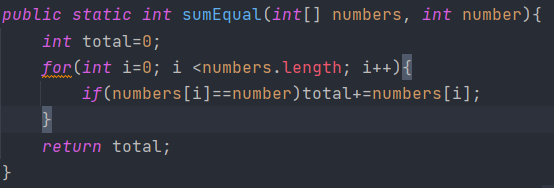 public static int sumEqual(int[] numbers, int number){
    int total=0;
    for(int i=0; i <numbers.length; i++){
        if(numbers[i]==number)total+=numbers[i];
    }
    return total;
}